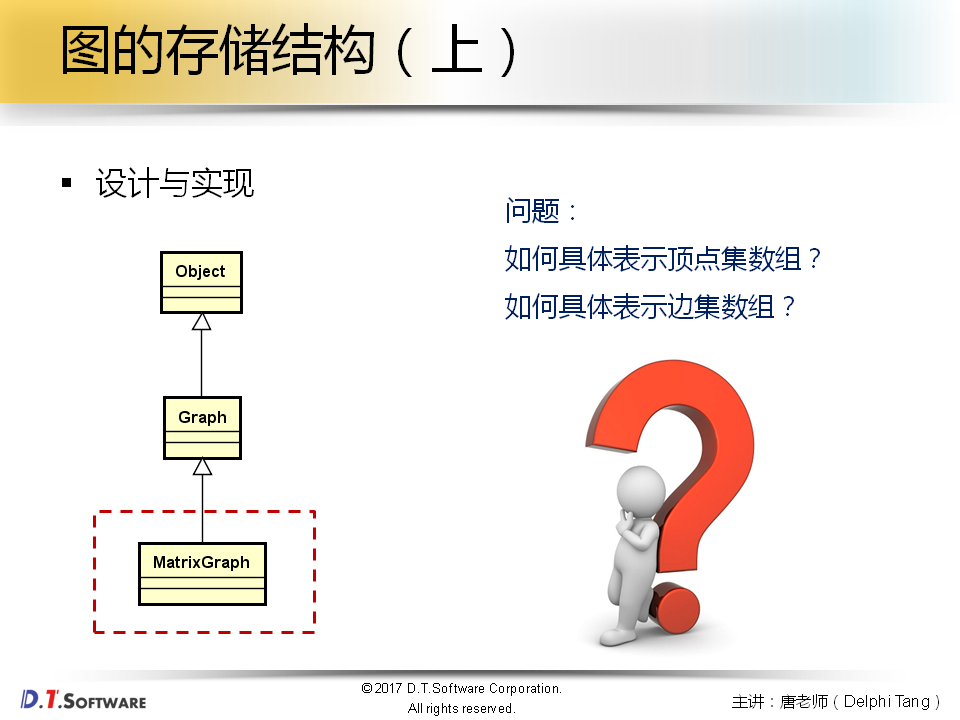 图的存储结构（上）
设计与实现
问题：
如何具体表示顶点集数组？
如何具体表示边集数组？
Object
Graph
MatrixGraph
D.T.SOFTWARE
©2017 D.T.Software Corporation.
All rights reserved.
主讲：唐老师（Delphi Tang）